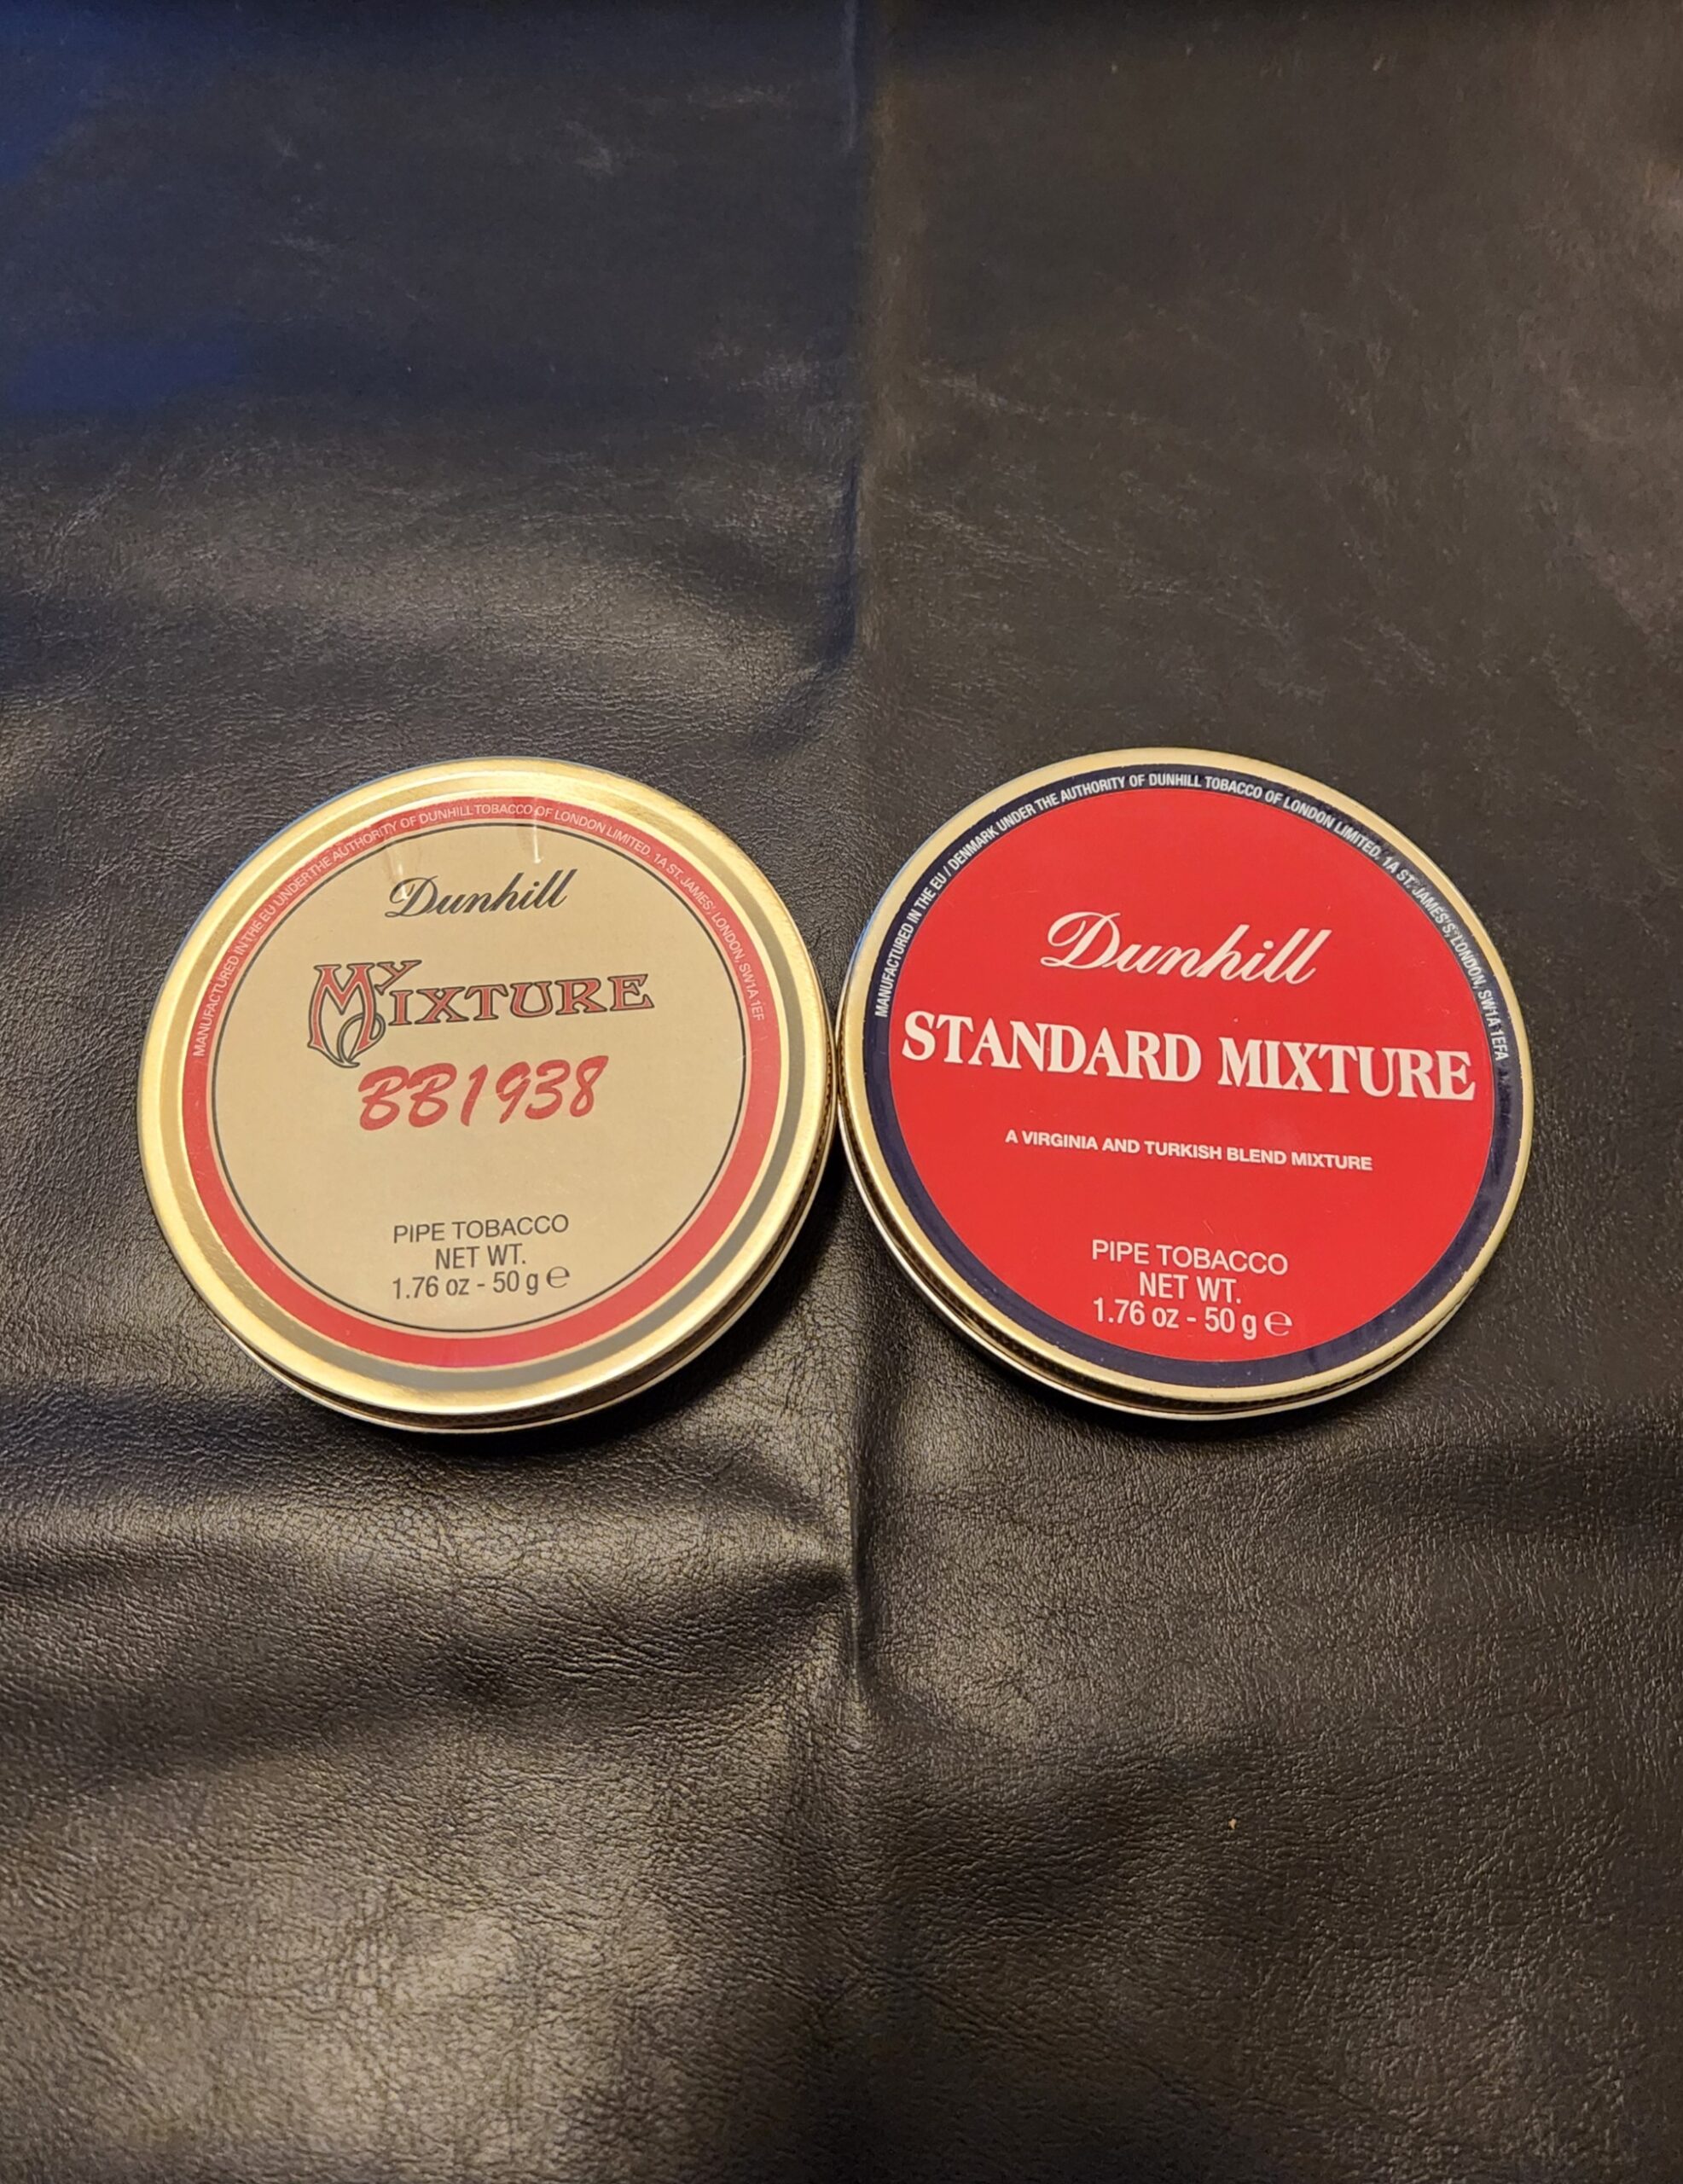 MANUFACTURED IN THE EU UNDER THE AUTHORITY OF DUNHILL TOBACCO OF LONDON LIMITED, 1A ST. JAMES', LONDON, SW1A 1EF
Dunhill
MY MIXTURE
BB1938
PIPE TOBACCO
NET WT.
1.76 oz - 50 g ℮
MANUFACTURED IN THE EU / DENMARK UNDER THE AUTHORITY OF DUNHILL TOBACCO OF LONDON LIMITED, 1A ST. JAMES'S, LONDON, SW1A 1EFA
Dunhill
STANDARD MIXTURE
A VIRGINIA AND TURKISH BLEND MIXTURE
PIPE TOBACCO
NET WT.
1.76 oz - 50 g ℮